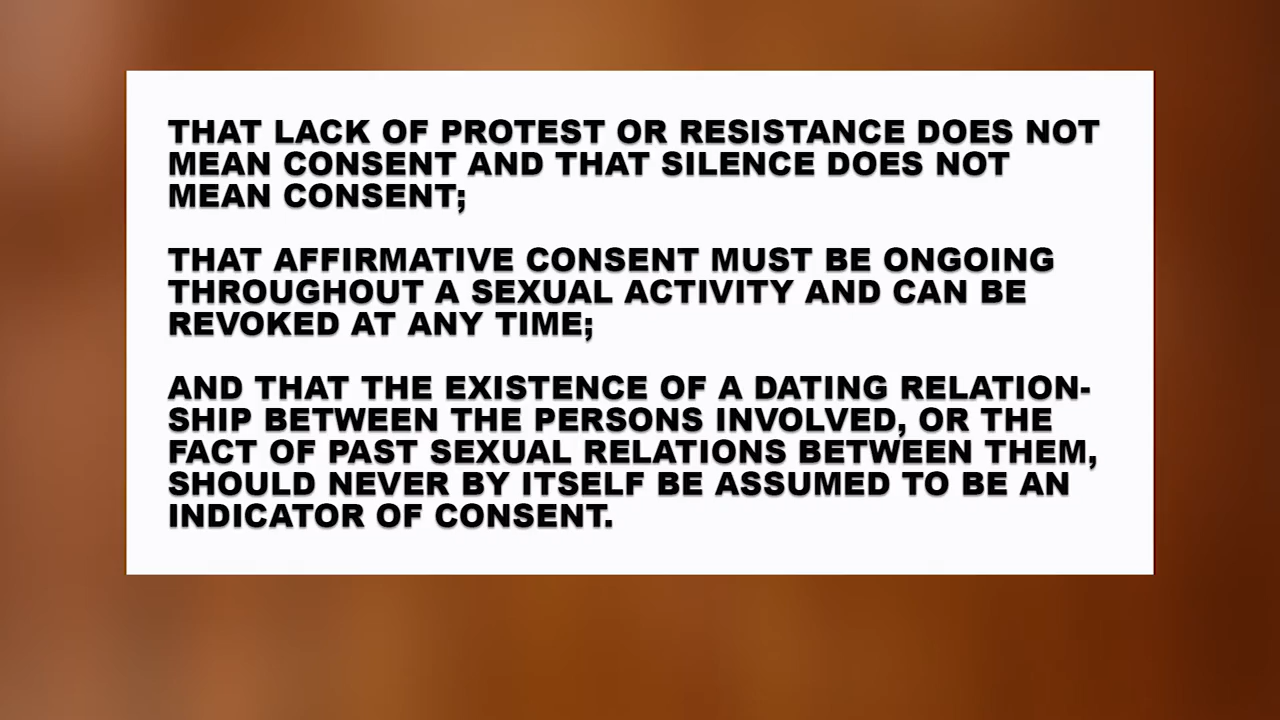 THAT LACK OF PROTEST OR RESISTANCE DOES NOT
MEAN CONSENT AND THAT SILENCE DOES NOT
MEAN CONSENT;
THAT AFFIRMATIVE CONSENT MUST BE ONGOING
THROUGHOUT A SEXUAL ACTIVITY AND CAN BE
REVOKED AT ANY TIME;
AND THAT THE EXISTENCE OF A DATING RELATION-
SHIP BETWEEN THE PERSONS INVOLVED, OR THE
FACT OF PAST SEXUAL RELATIONS BETWEEN THEM,
SHOULD NEVER BY ITSELF BE ASSUMED TO BE AN
INDICATOR OF CONSENT.